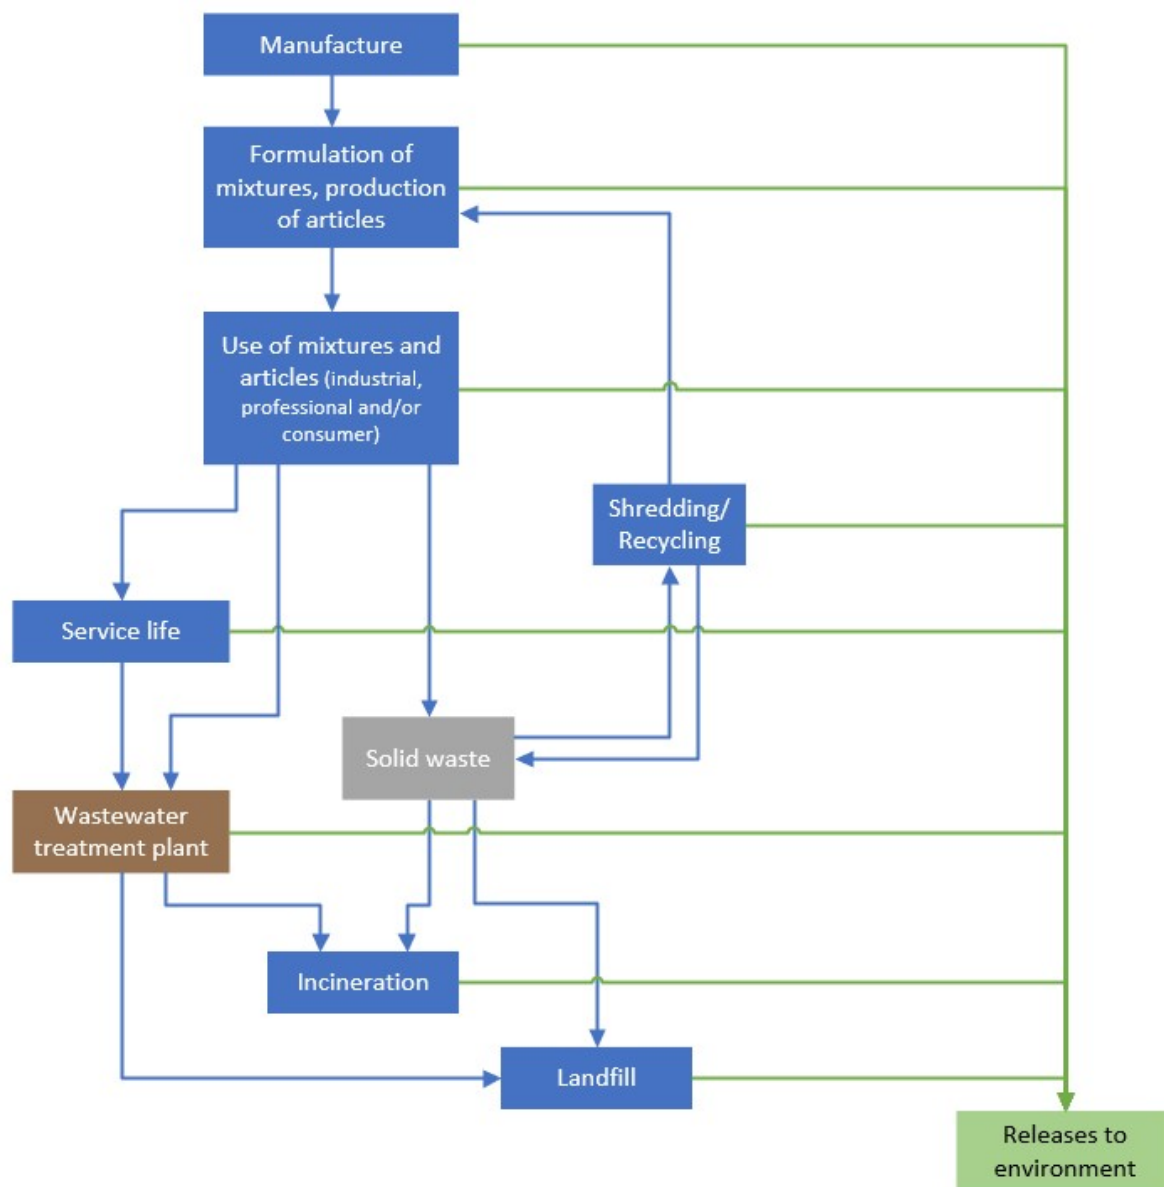 Manufacture
Formulation of
mixtures, production
of articles
Use of mixtures and
articles (industrial,
professional and/or
consumer)
Shredding/
Recycling
Service life
Solid waste
Wastewater
treatment plant
Incineration
Landfill
Releases to
environment